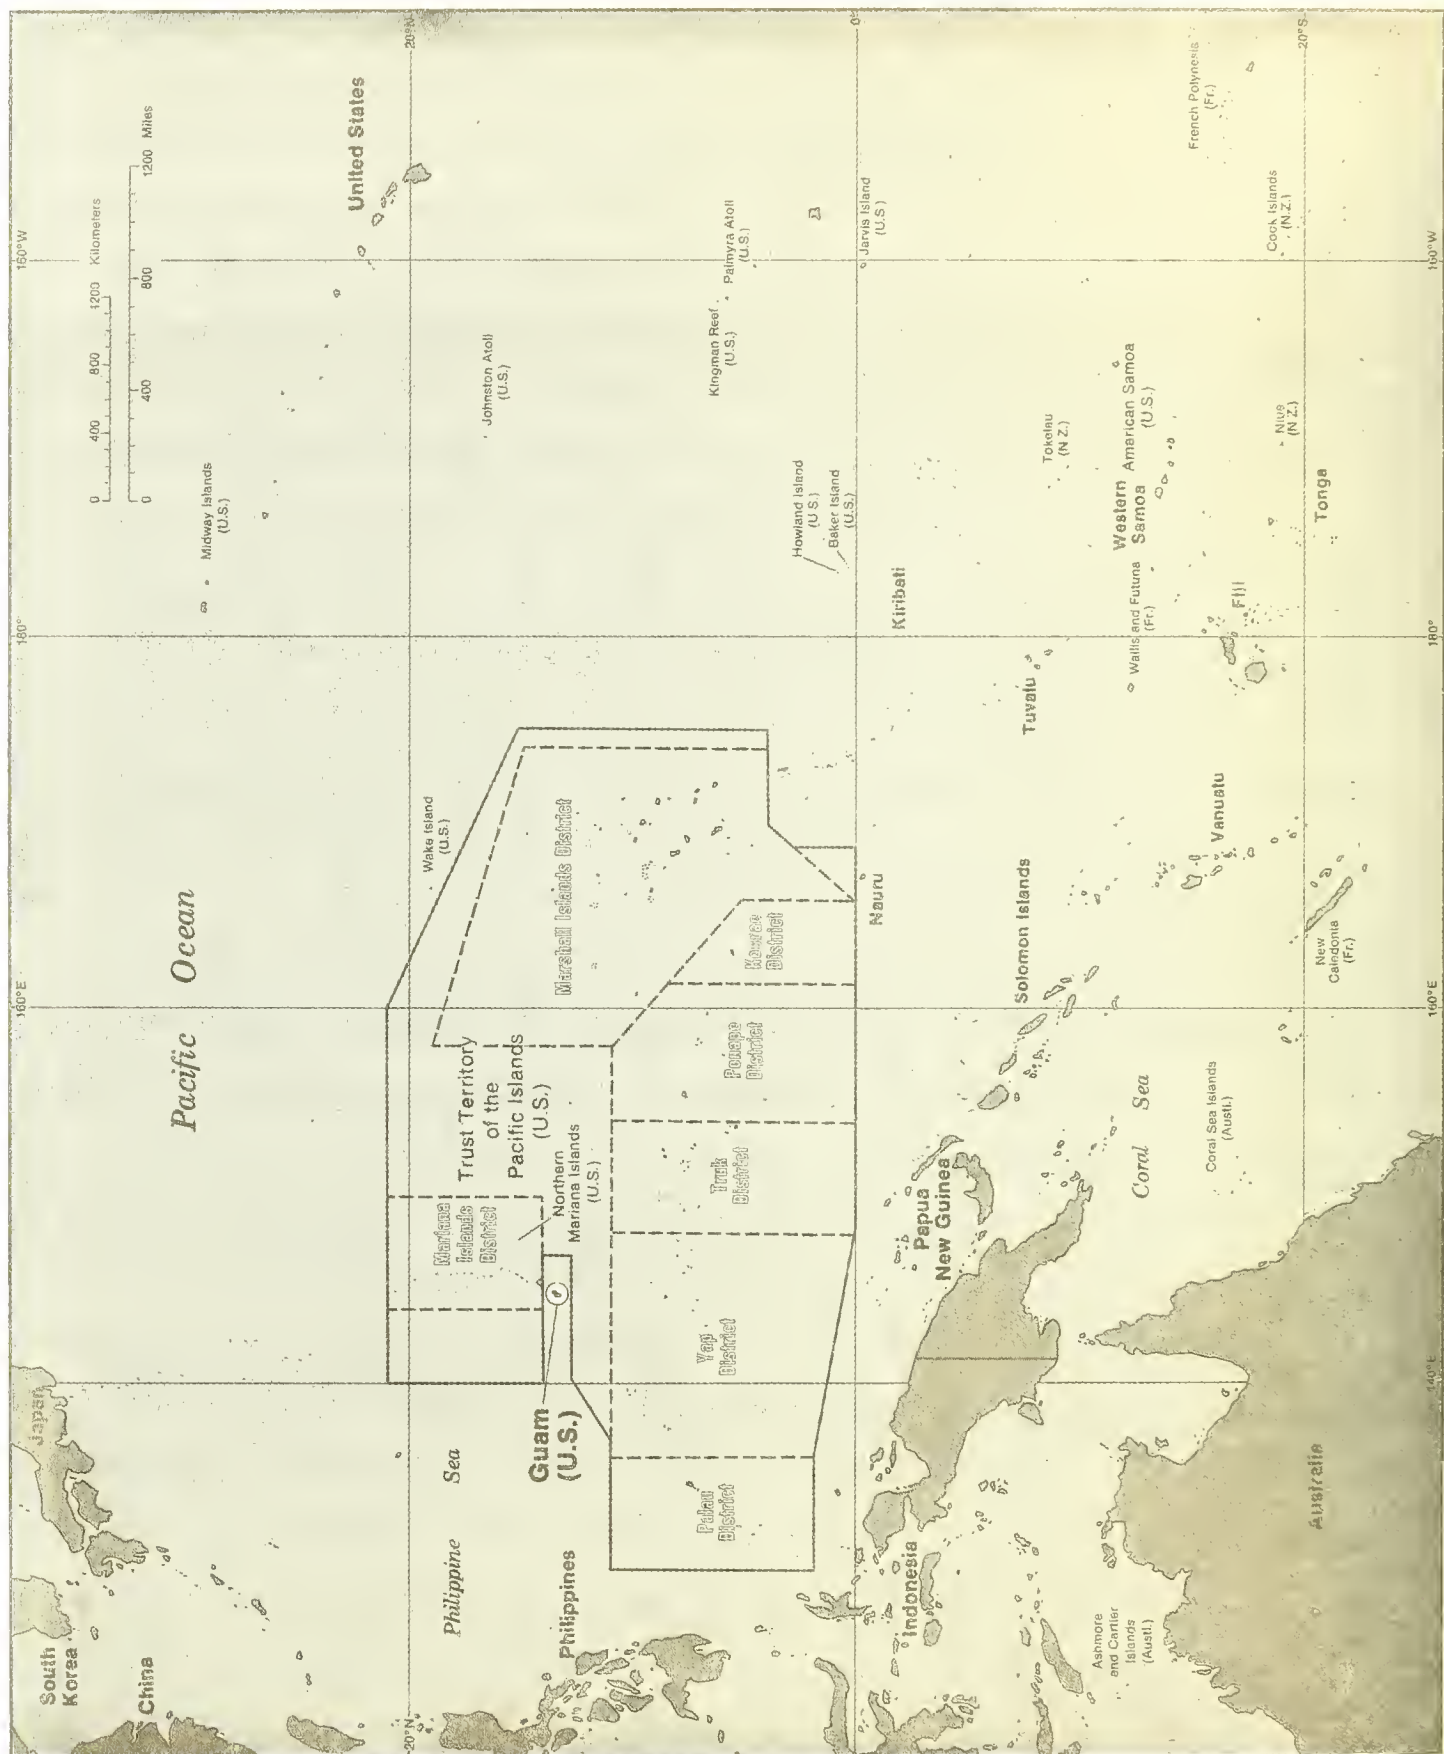 South
Korea
China
Japan
Pacific Ocean
Philippine Sea
Philippines
20°N
140°E
160°E
180°
160°W
0 400 800 1200 Kilometers
0 400 800 1200 Miles
Midway Islands
(U.S.)
United States
20°N
Johnston Atoll
(U.S.)
Wake Island
(U.S.)
Mariana
Islands
District
Trust Territory
of the
Pacific Islands
(U.S.)
Northern
Mariana Islands
(U.S.)
Guam
(U.S.)
Marshall Islands District
Palau
District
Yap
District
Truk
District
Ponape
District
Kosrae
District
Kingman Reef
(U.S.)
Palmyra Atoll
(U.S.)
Howland Island
(U.S.)
Baker Island
(U.S.)
Jarvis Island
(U.S.)
0°
Nauru
Kiribati
Indonesia
Papua
New Guinea
Solomon Islands
Tuvalu
Tokelau
(N.Z.)
Wallis and Futuna
(Fr.)
Western
Samoa
American Samoa
(U.S.)
French Polynesia
(Fr.)
Cook Islands
(N.Z.)
Niue
(N.Z.)
Tonga
Fiji
Vanuatu
New
Caledonia
(Fr.)
Coral Sea
Coral Sea Islands
(Austl.)
Ashmore
and Cartier
Islands
(Austl.)
Australia
20°S
180°
160°E
140°E
160°W